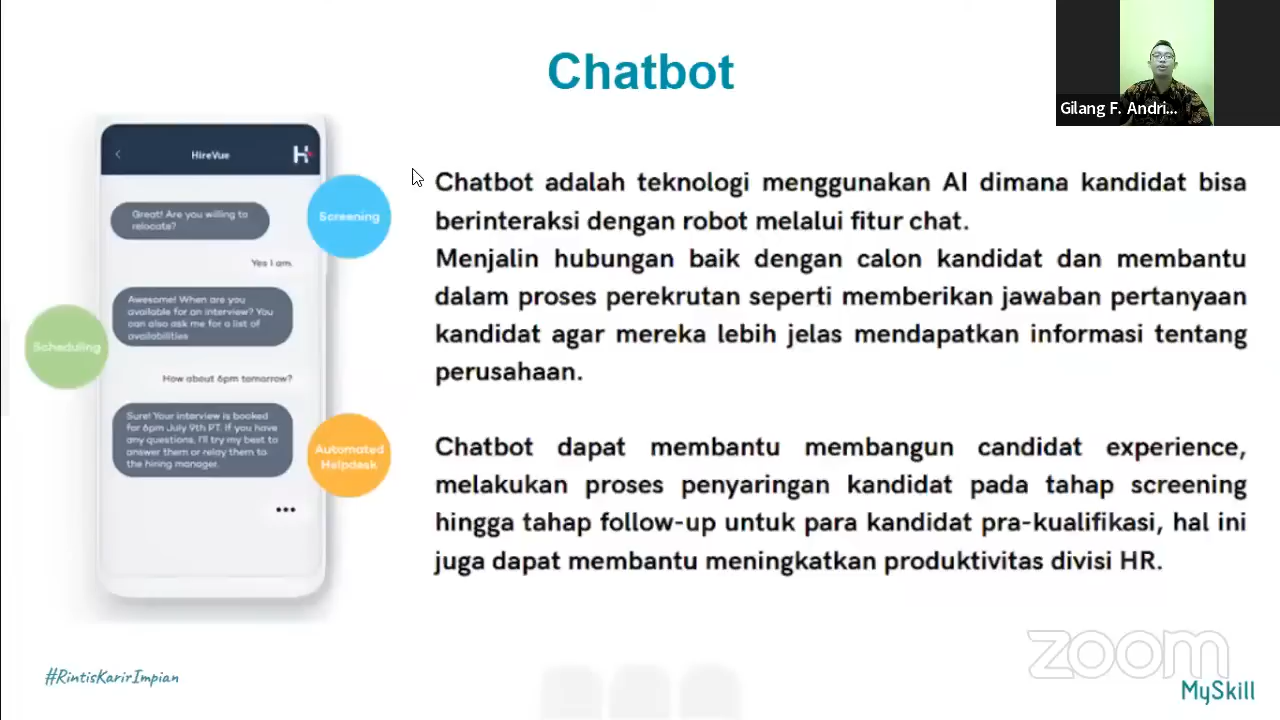 Chatbot
Gilang F. Andri...
HireVue
H
Great! Are you willing to
relocate?
Yes I am.
Awesome! When are you
available for an interview? You
can also ask me for a list of
availabilities
How about 6pm tomorrow?
Sure! Your interview is booked
for 6pm July 9th PT. If you have
any questions, I'll try my best to
answer them or relay them to
the hiring manager.
Screening
Scheduling
Automated
Helpdesk
Chatbot adalah teknologi menggunakan AI dimana kandidat bisa
berinteraksi dengan robot melalui fitur chat.
Menjalin hubungan baik dengan calon kandidat dan membantu
dalam proses perekrutan seperti memberikan jawaban pertanyaan
kandidat agar mereka lebih jelas mendapatkan informasi tentang
perusahaan.
Chatbot dapat membantu membangun candidat experience,
melakukan proses penyaringan kandidat pada tahap screening
hingga tahap follow-up untuk para kandidat pra-kualifikasi, hal ini
juga dapat membantu meningkatkan produktivitas divisi HR.
#RintisKarirImpian
zoom
MySkill